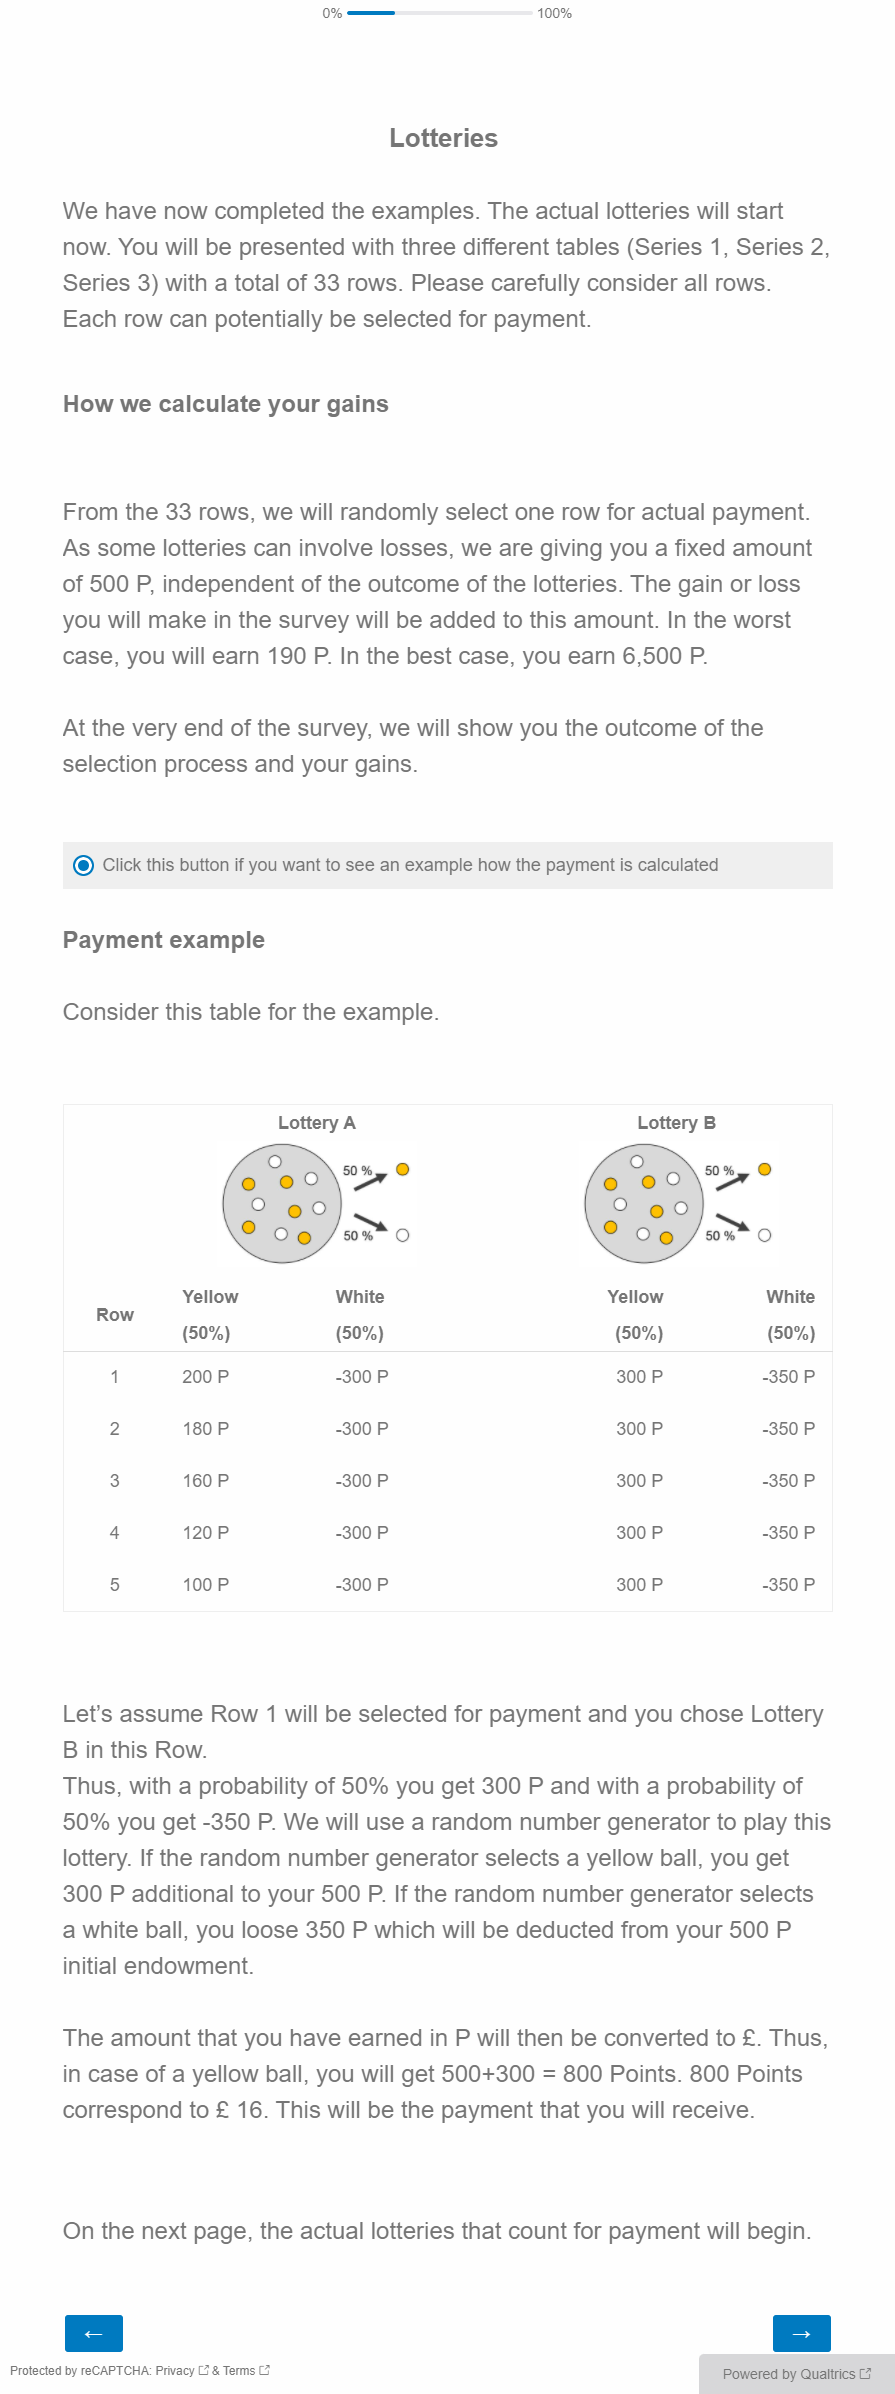 0% 100%
Lotteries
We have now completed the examples. The actual lotteries will start
now. You will be presented with three different tables (Series 1, Series 2,
Series 3) with a total of 33 rows. Please carefully consider all rows.
Each row can potentially be selected for payment.
How we calculate your gains
From the 33 rows, we will randomly select one row for actual payment.
As some lotteries can involve losses, we are giving you a fixed amount
of 500 P, independent of the outcome of the lotteries. The gain or loss
you will make in the survey will be added to this amount. In the worst
case, you will earn 190 P. In the best case, you earn 6,500 P.
At the very end of the survey, we will show you the outcome of the
selection process and your gains.
Click this button if you want to see an example how the payment is calculated
Payment example
Consider this table for the example.
Lottery A Lottery B
50 % 50 %
50 % 50 %
Yellow White Yellow White
Row
(50%) (50%) (50%) (50%)
1 200 P -300 P 300 P -350 P
2 180 P -300 P 300 P -350 P
3 160 P -300 P 300 P -350 P
4 120 P -300 P 300 P -350 P
5 100 P -300 P 300 P -350 P
Let’s assume Row 1 will be selected for payment and you chose Lottery
B in this Row.
Thus, with a probability of 50% you get 300 P and with a probability of
50% you get -350 P. We will use a random number generator to play this
lottery. If the random number generator selects a yellow ball, you get
300 P additional to your 500 P. If the random number generator selects
a white ball, you loose 350 P which will be deducted from your 500 P
initial endowment.
The amount that you have earned in P will then be converted to £. Thus,
in case of a yellow ball, you will get 500+300 = 800 Points. 800 Points
correspond to £ 16. This will be the payment that you will receive.
On the next page, the actual lotteries that count for payment will begin.
← →
Protected by reCAPTCHA: Privacy & Terms
Powered by Qualtrics